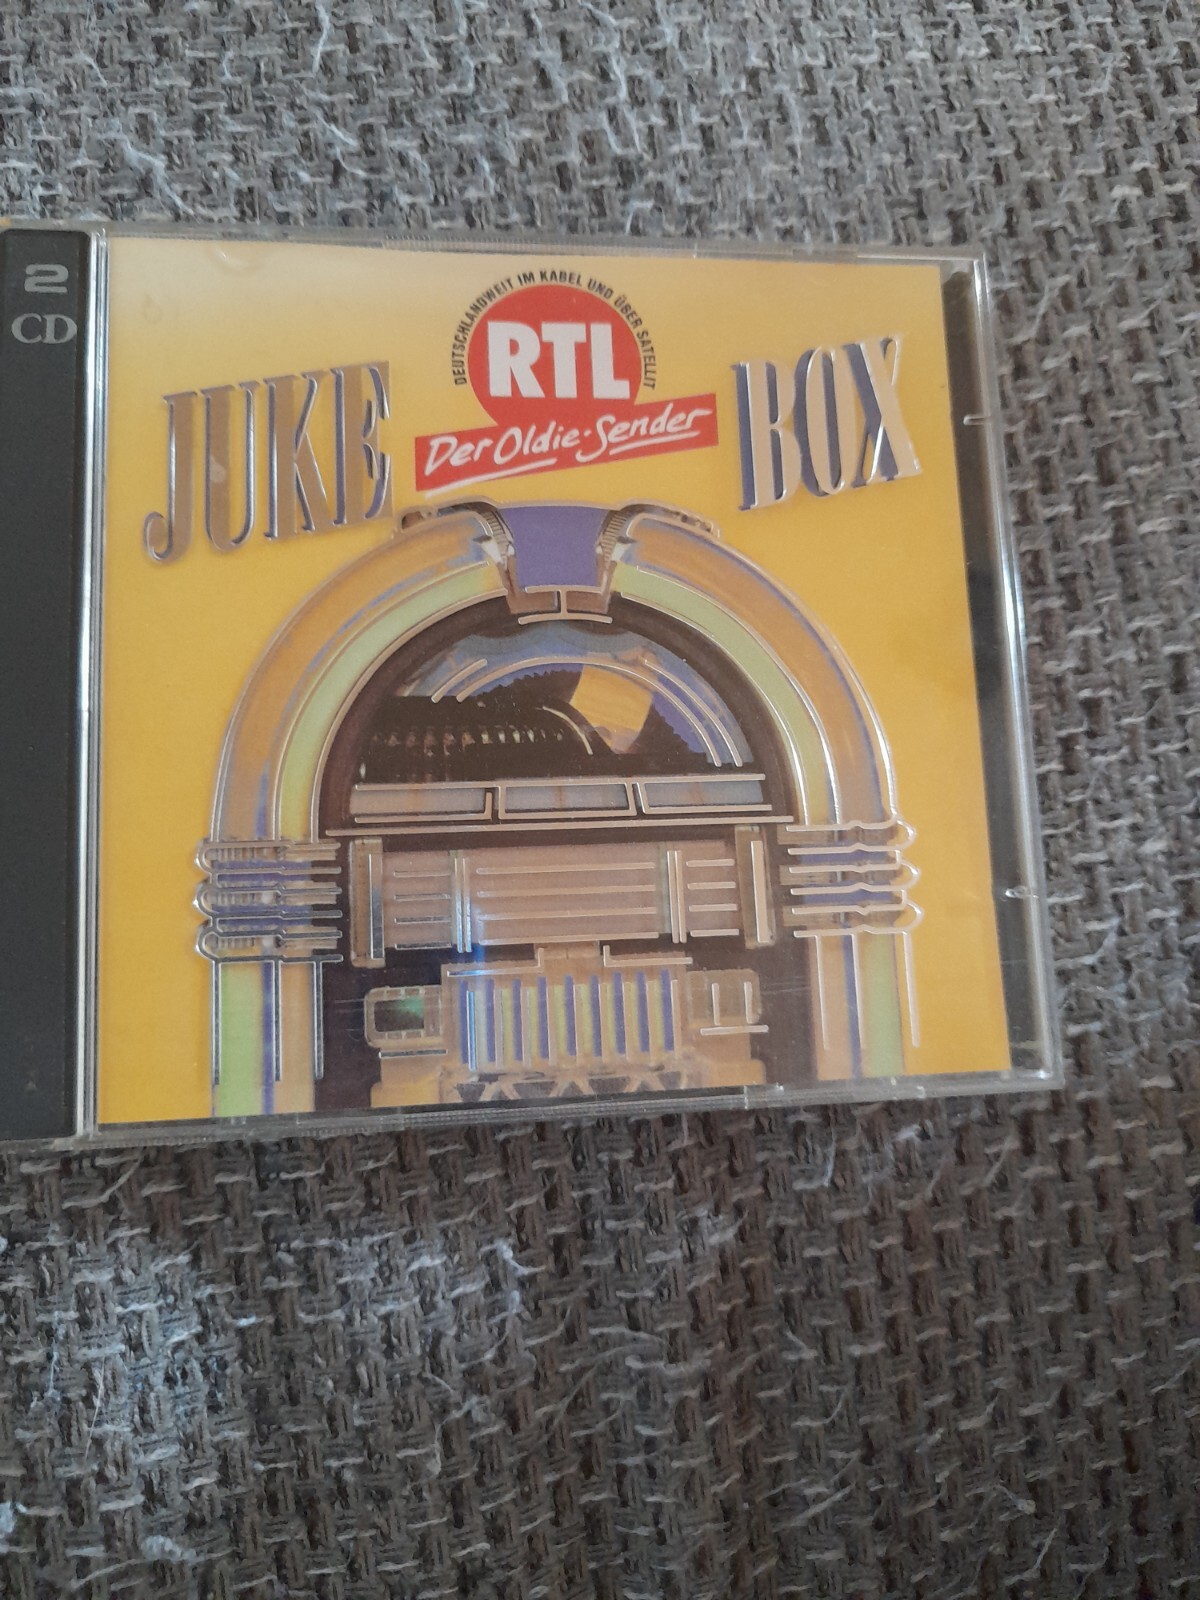 2
CD
DEUTSCHLANDWEIT IM KABEL UND ÜBER SATELLIT
RTL
Der Oldie-Sender
JUKE BOX